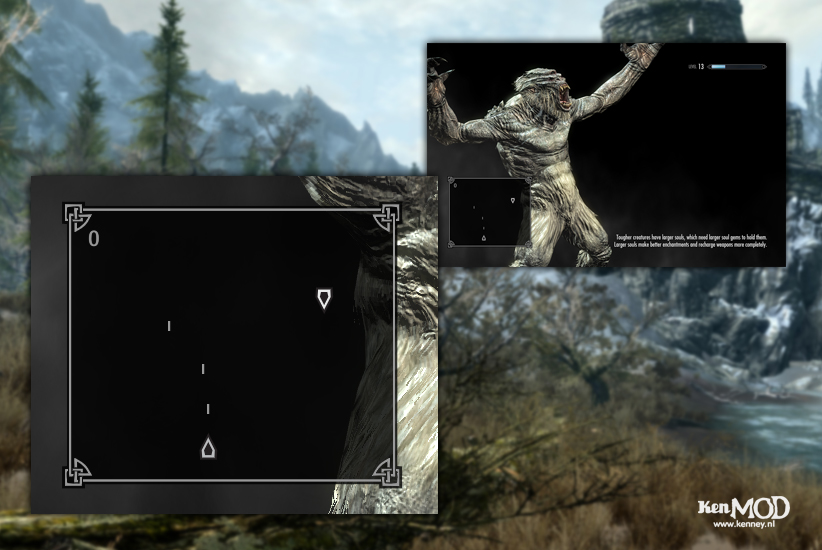 LEVEL 13
0
Tougher creatures have larger souls, which need larger soul gems to hold them.
Larger souls make better enchantments and recharge weapons more completely.
0
KenMOD
www.kenney.nl